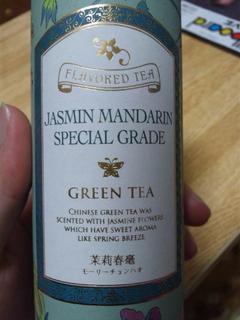 FLAVORED TEA
JASMIN MANDARIN
SPECIAL GRADE
GREEN TEA
CHINESE GREEN TEA WAS
SCENTED WITH JASMINE FLOWERS
WHICH HAVE SWEET AROMA
LIKE SPRING BREEZE
茉莉春毫
モーリーチョンハオ